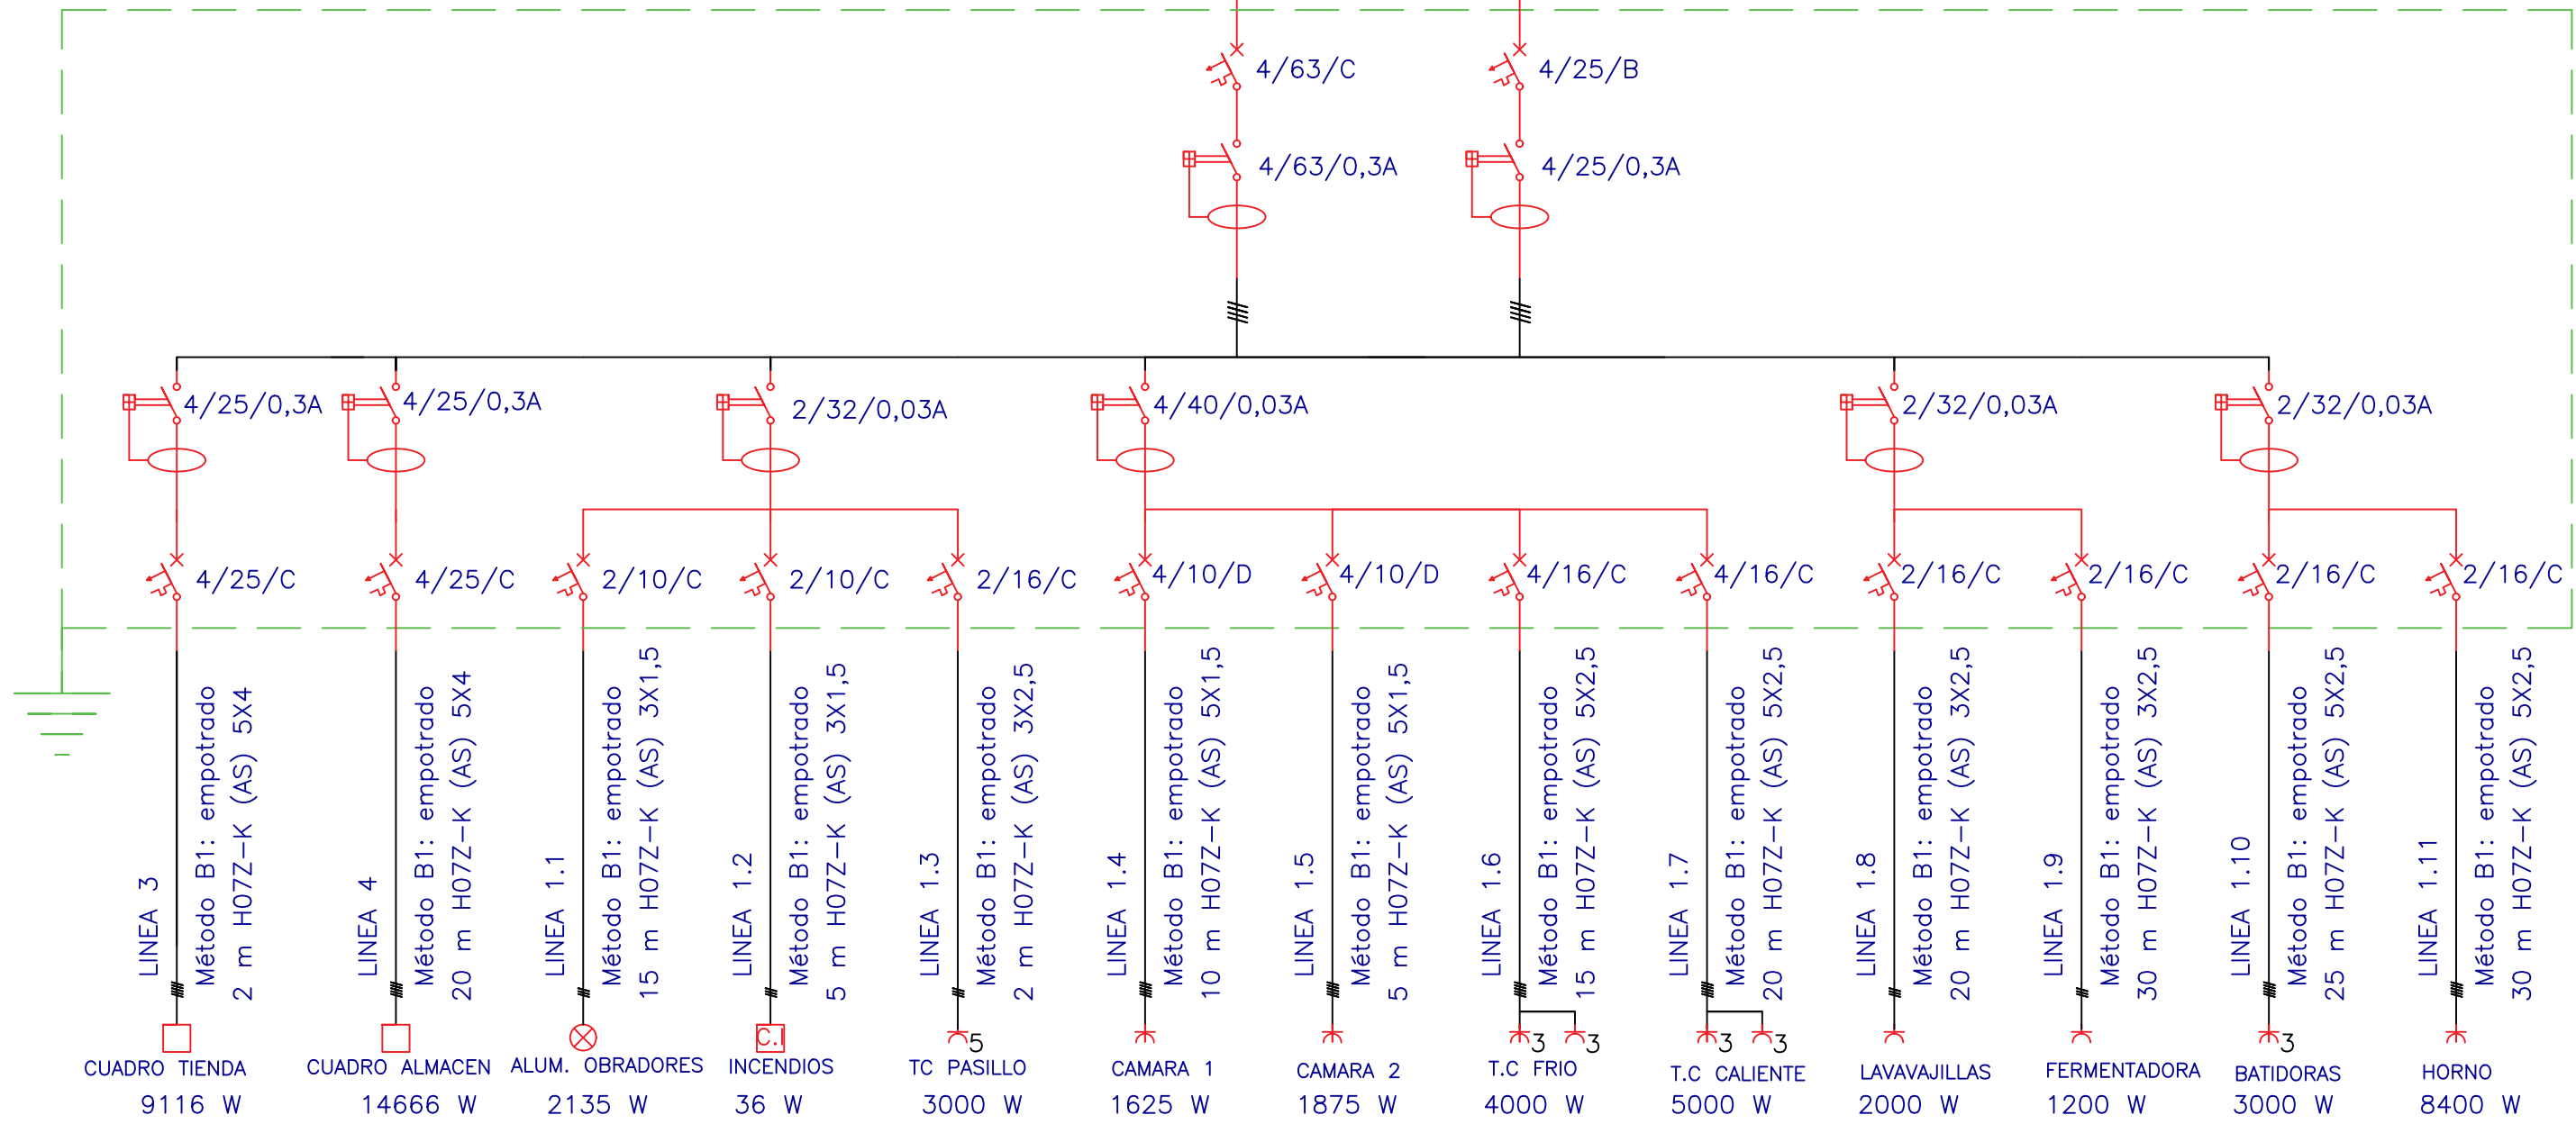 4/63/C
4/25/B
4/63/0,3A
4/25/0,3A
4/25/0,3A
4/25/0,3A
2/32/0,03A
4/40/0,03A
2/32/0,03A
2/32/0,03A
4/25/C
4/25/C
2/10/C
2/10/C
2/16/C
4/10/D
4/10/D
4/16/C
4/16/C
2/16/C
2/16/C
2/16/C
2/16/C
LINEA 3
Método B1: empotrado
2 m H07Z-K (AS) 5X4
LINEA 4
Método B1: empotrado
20 m H07Z-K (AS) 5X4
LINEA 1.1
Método B1: empotrado
15 m H07Z-K (AS) 3X1,5
LINEA 1.2
Método B1: empotrado
5 m H07Z-K (AS) 3X1,5
LINEA 1.3
Método B1: empotrado
2 m H07Z-K (AS) 3X2,5
LINEA 1.4
Método B1: empotrado
10 m H07Z-K (AS) 5X1,5
LINEA 1.5
Método B1: empotrado
5 m H07Z-K (AS) 5X1,5
LINEA 1.6
Método B1: empotrado
15 m H07Z-K (AS) 5X2,5
LINEA 1.7
Método B1: empotrado
20 m H07Z-K (AS) 5X2,5
LINEA 1.8
Método B1: empotrado
20 m H07Z-K (AS) 3X2,5
LINEA 1.9
Método B1: empotrado
30 m H07Z-K (AS) 3X2,5
LINEA 1.10
Método B1: empotrado
25 m H07Z-K (AS) 5X2,5
LINEA 1.11
Método B1: empotrado
30 m H07Z-K (AS) 5X2,5
C.I
5
3
3
3
3
3
CUADRO TIENDA
9116 W
CUADRO ALMACEN
14666 W
ALUM. OBRADORES
2135 W
INCENDIOS
36 W
TC PASILLO
3000 W
CAMARA 1
1625 W
CAMARA 2
1875 W
T.C FRIO
4000 W
T.C CALIENTE
5000 W
LAVAVAJILLAS
2000 W
FERMENTADORA
1200 W
BATIDORAS
3000 W
HORNO
8400 W